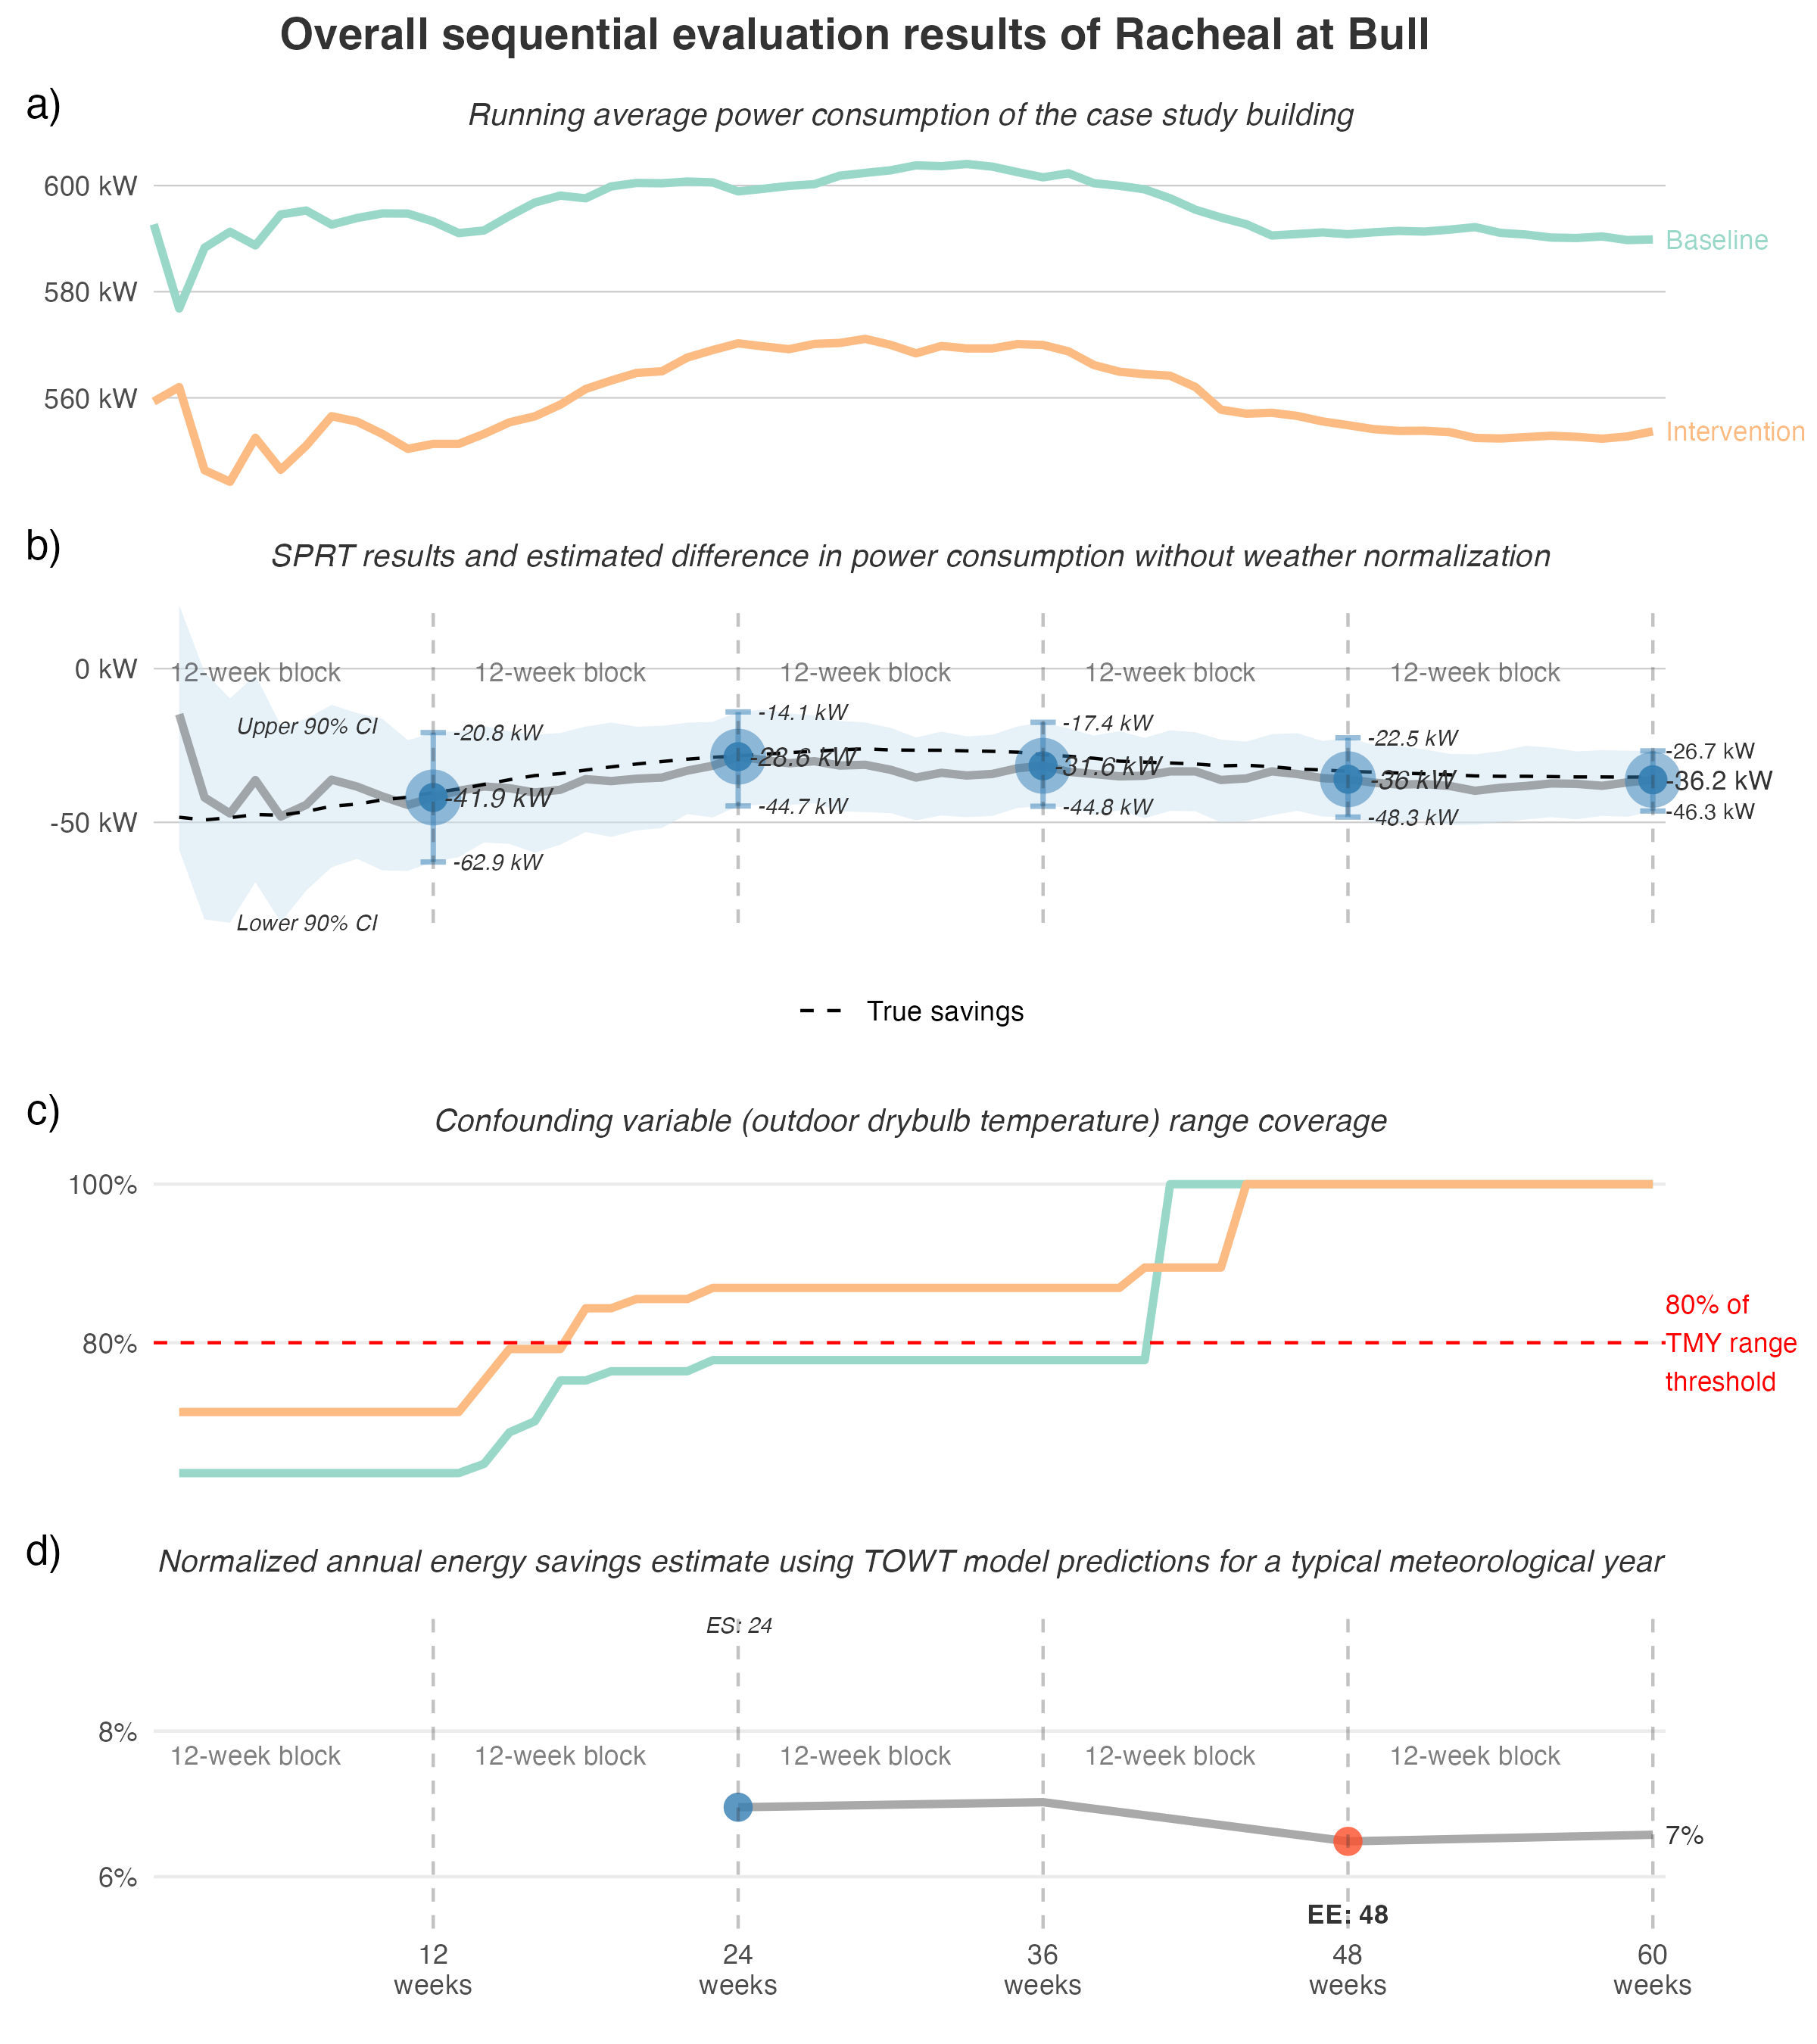 Overall sequential evaluation results of Racheal at Bull
a)
Running average power consumption of the case study building
600 kW
580 kW
560 kW
Baseline
Intervention
b)
SPRT results and estimated difference in power consumption without weather normalization
0 kW
-50 kW
12-week block
12-week block
12-week block
12-week block
12-week block
Upper 90% CI
Lower 90% CI
-20.8 kW
-41.9 kW
-62.9 kW
-14.1 kW
-28.6 kW
-44.7 kW
-17.4 kW
-31.6 kW
-44.8 kW
-22.5 kW
-36 kW
-48.3 kW
-26.7 kW
-36.2 kW
-46.3 kW
True savings
c)
Confounding variable (outdoor drybulb temperature) range coverage
100%
80%
80% of
TMY range
threshold
d)
Normalized annual energy savings estimate using TOWT model predictions for a typical meteorological year
ES: 24
8%
6%
12-week block
12-week block
12-week block
12-week block
12-week block
7%
EE: 48
12
weeks
24
weeks
36
weeks
48
weeks
60
weeks